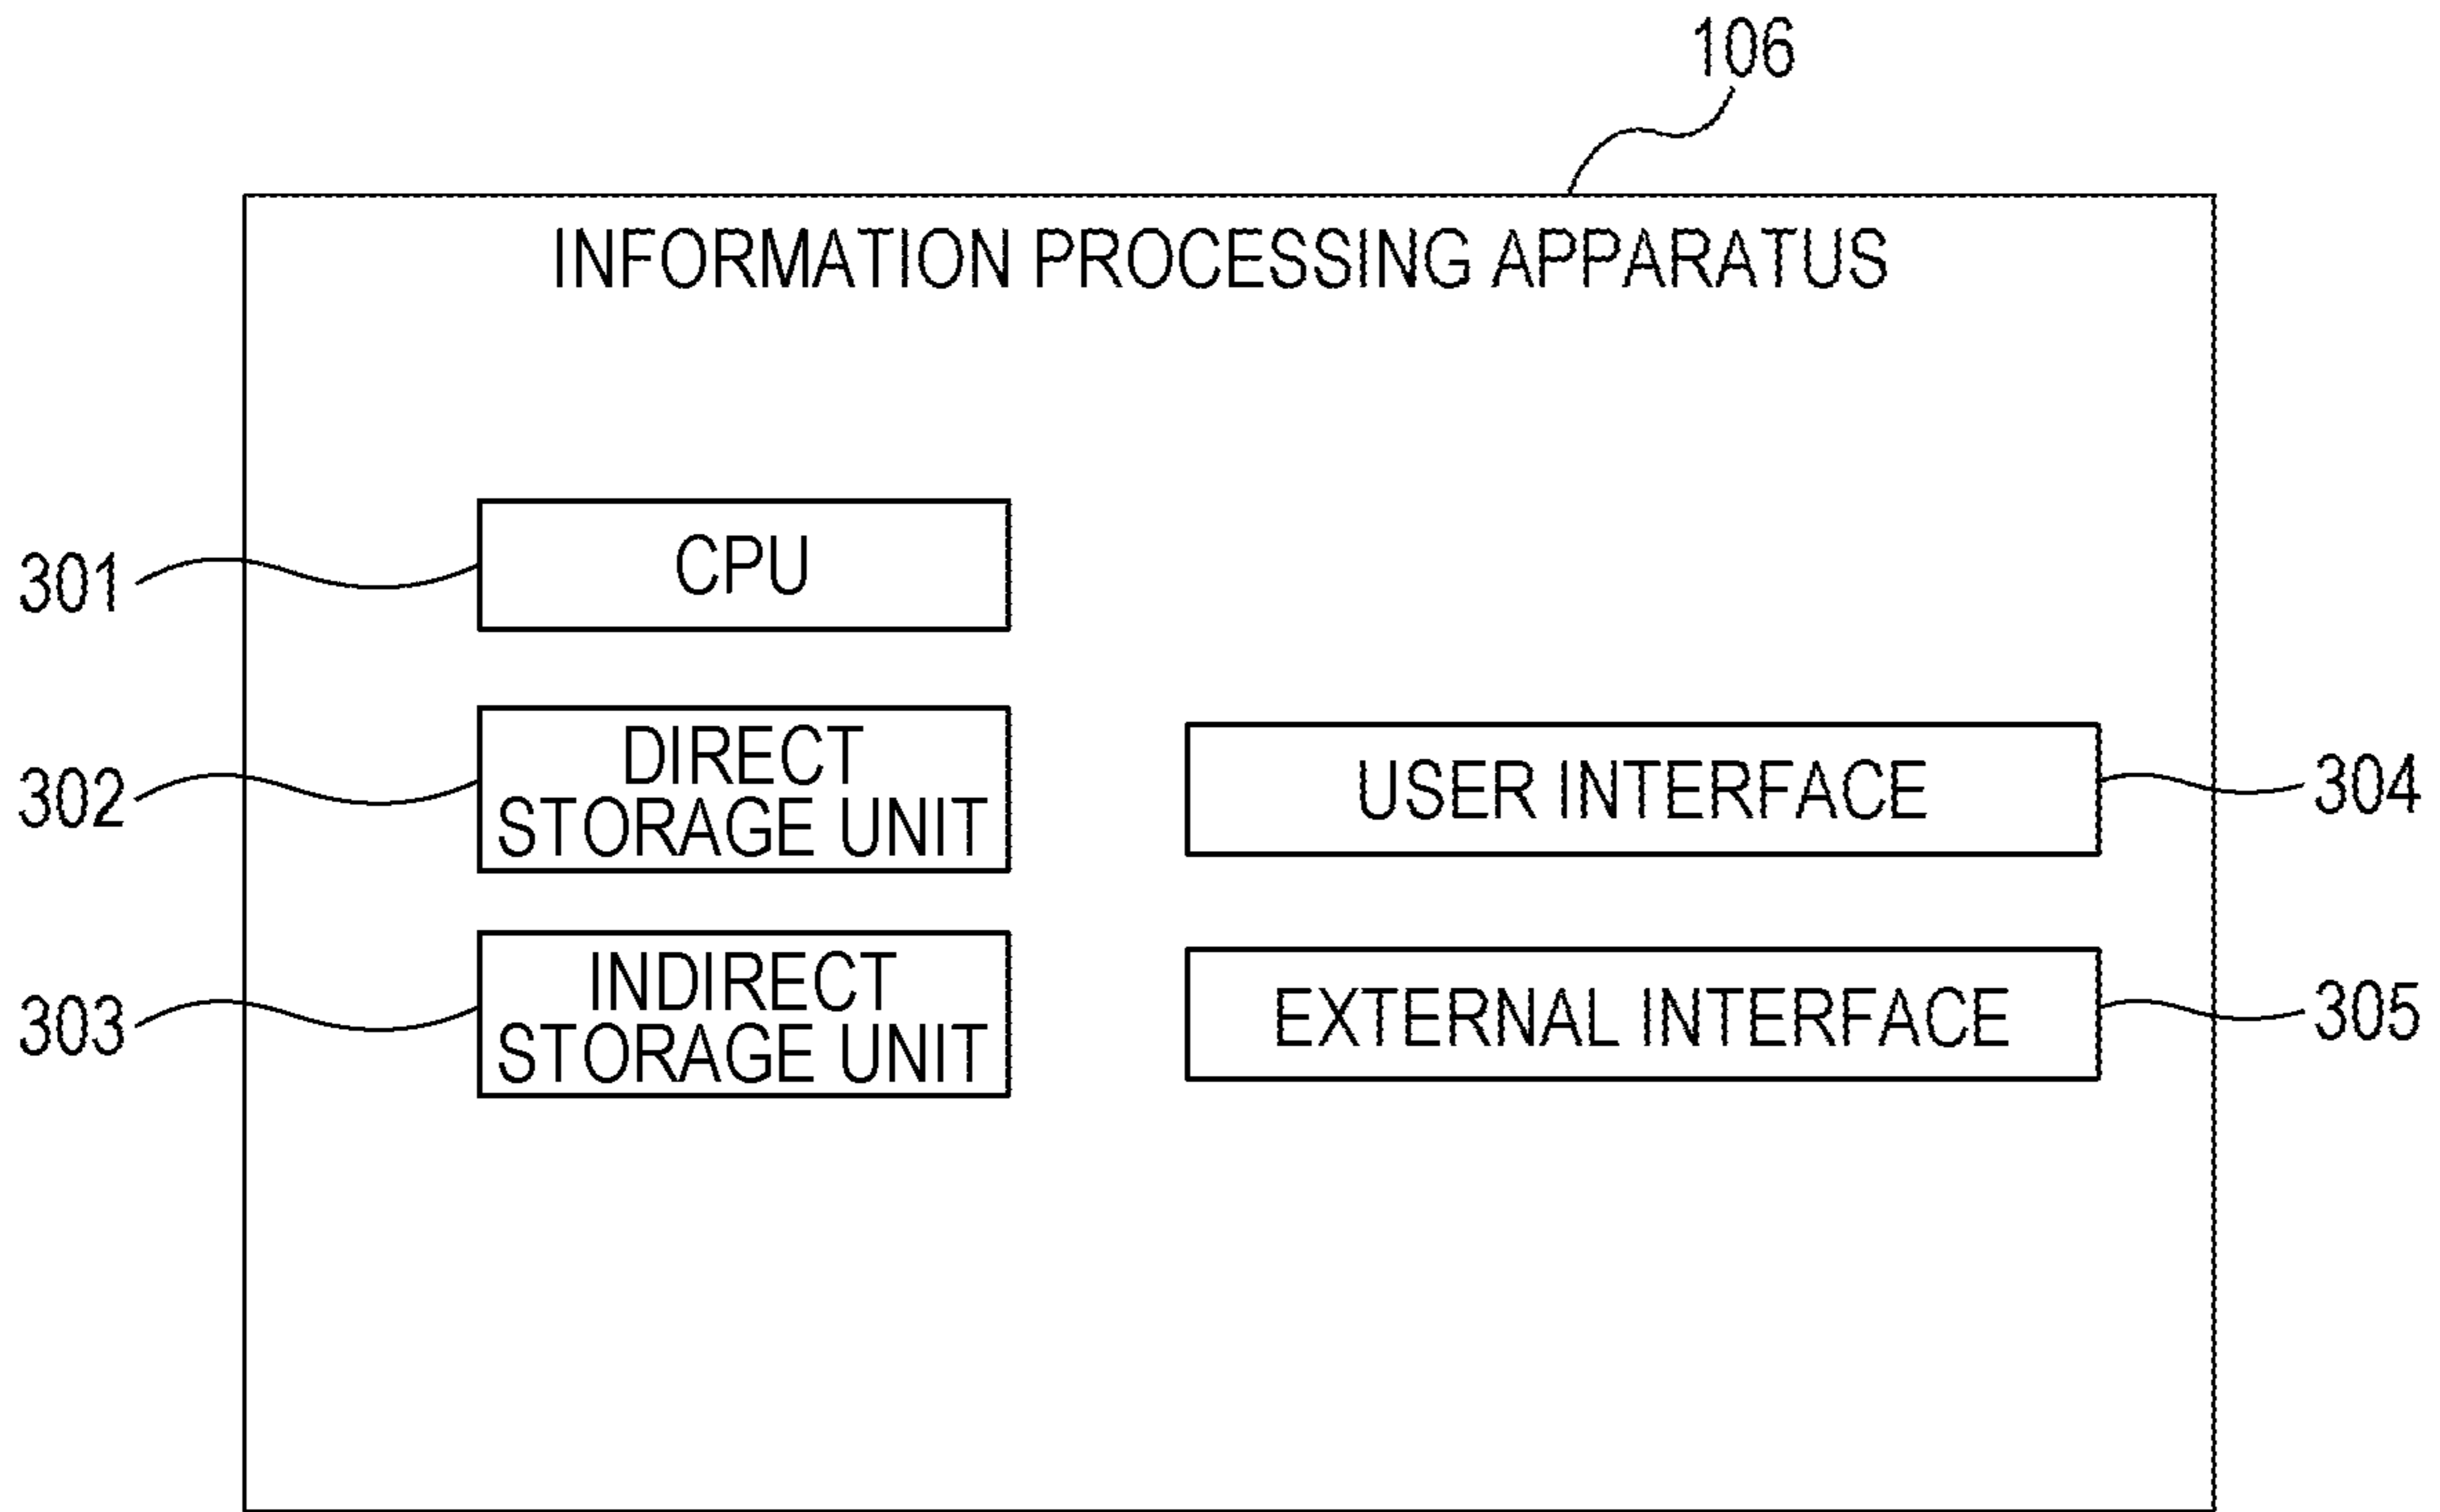 106
INFORMATION PROCESSING APPARATUS
301
CPU
302
DIRECT
STORAGE UNIT
USER INTERFACE
304
303
INDIRECT
STORAGE UNIT
EXTERNAL INTERFACE
305